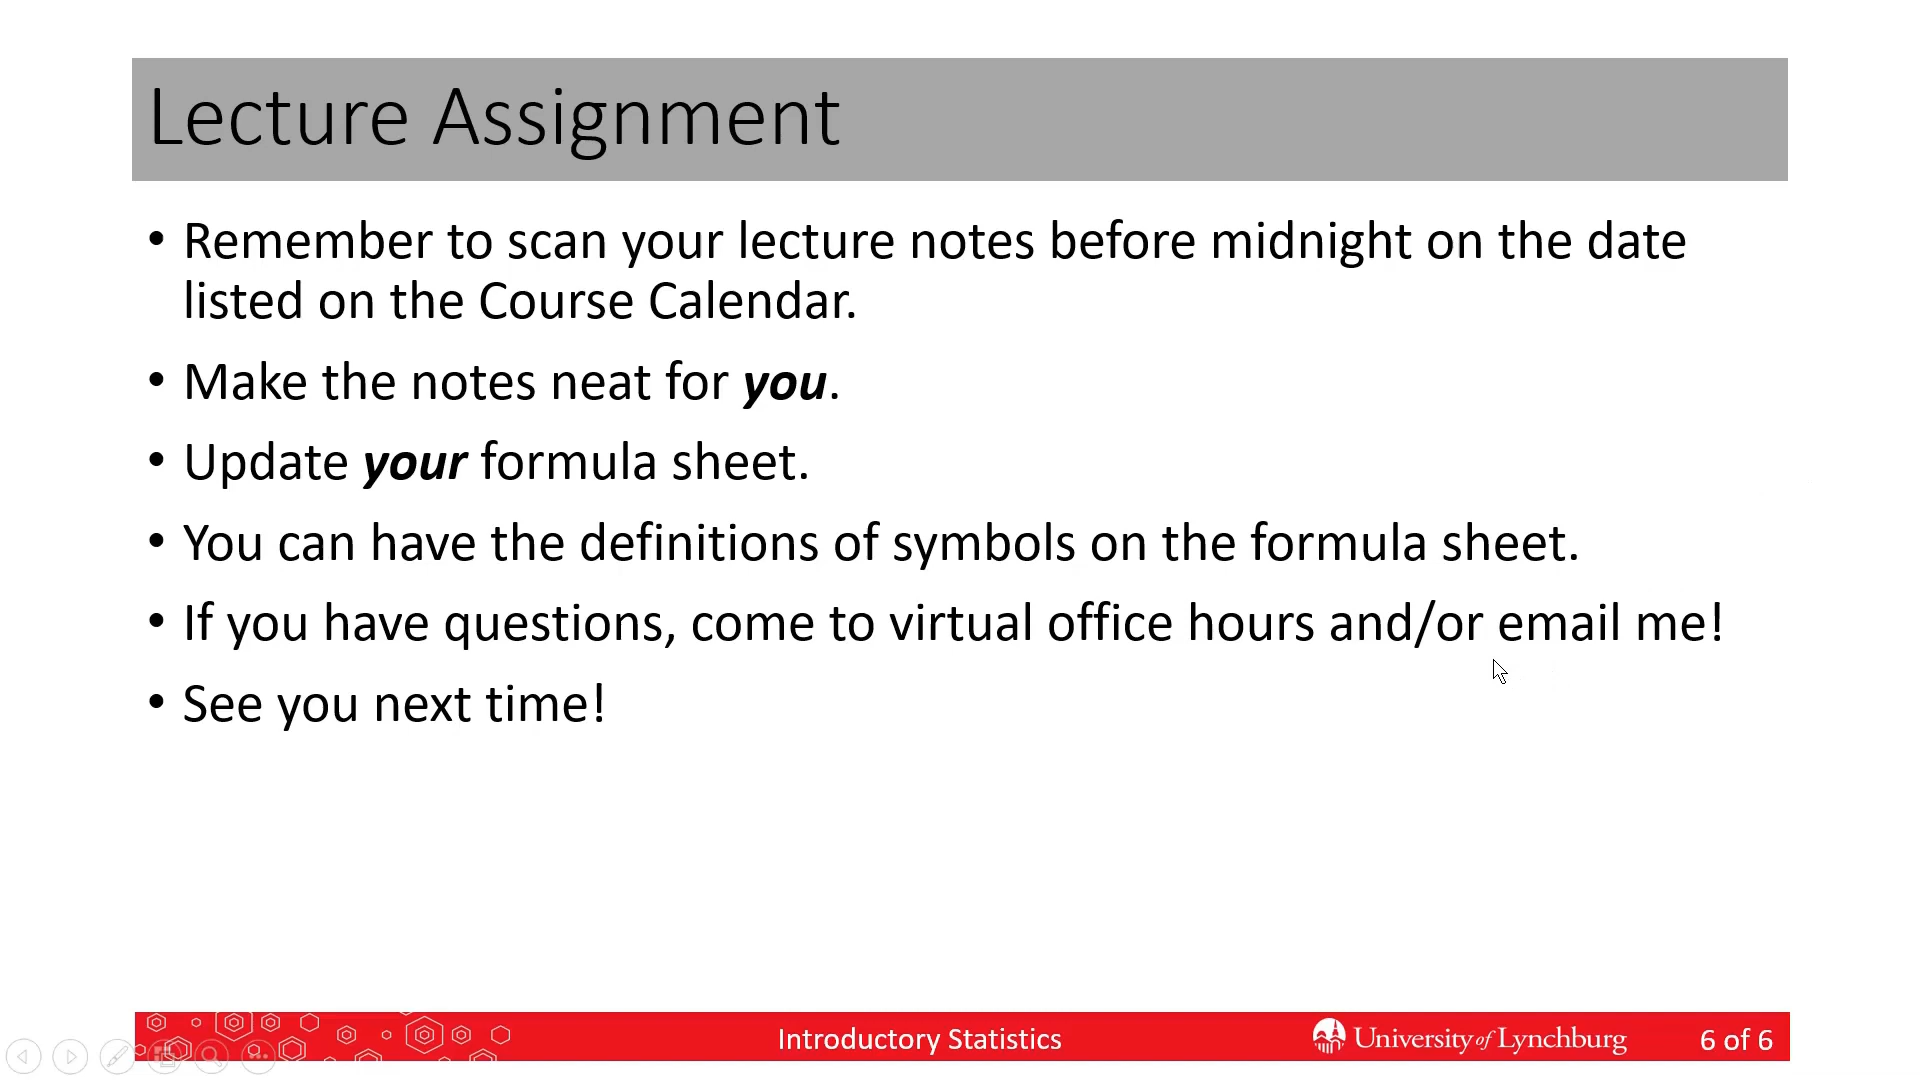 Lecture Assignment
• Remember to scan your lecture notes before midnight on the date
listed on the Course Calendar.
• Make the notes neat for you.
• Update your formula sheet.
• You can have the definitions of symbols on the formula sheet.
• If you have questions, come to virtual office hours and/or email me!
• See you next time!
Introductory Statistics
University of Lynchburg
6 of 6